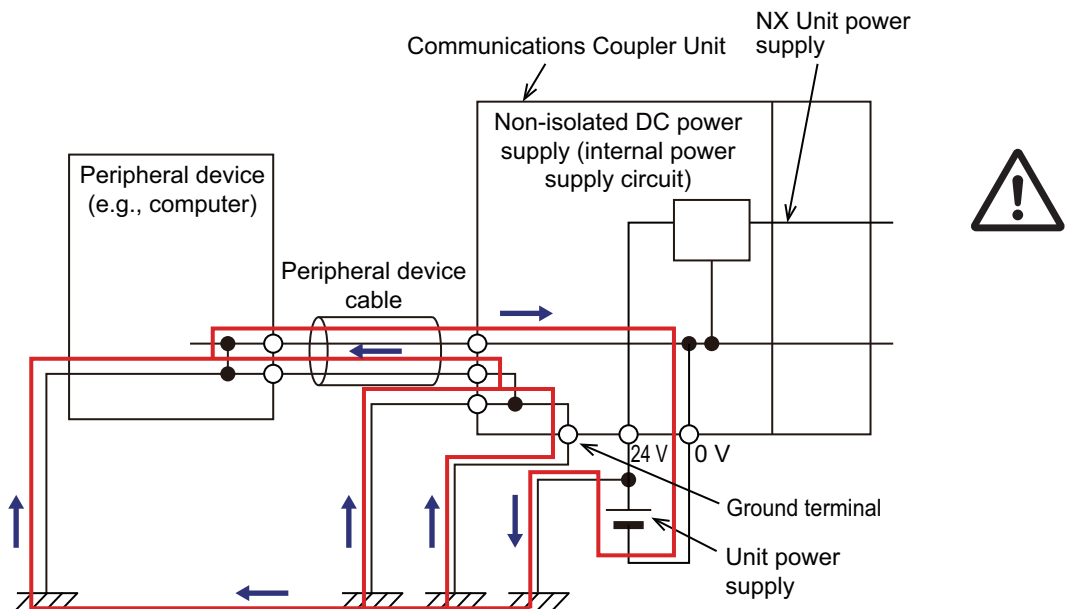 Communications Coupler Unit
NX Unit power
supply
Non-isolated DC power
supply (internal power
supply circuit)
Peripheral device
(e.g., computer)
Peripheral device
cable
24 V
0 V
Ground terminal
Unit power
supply